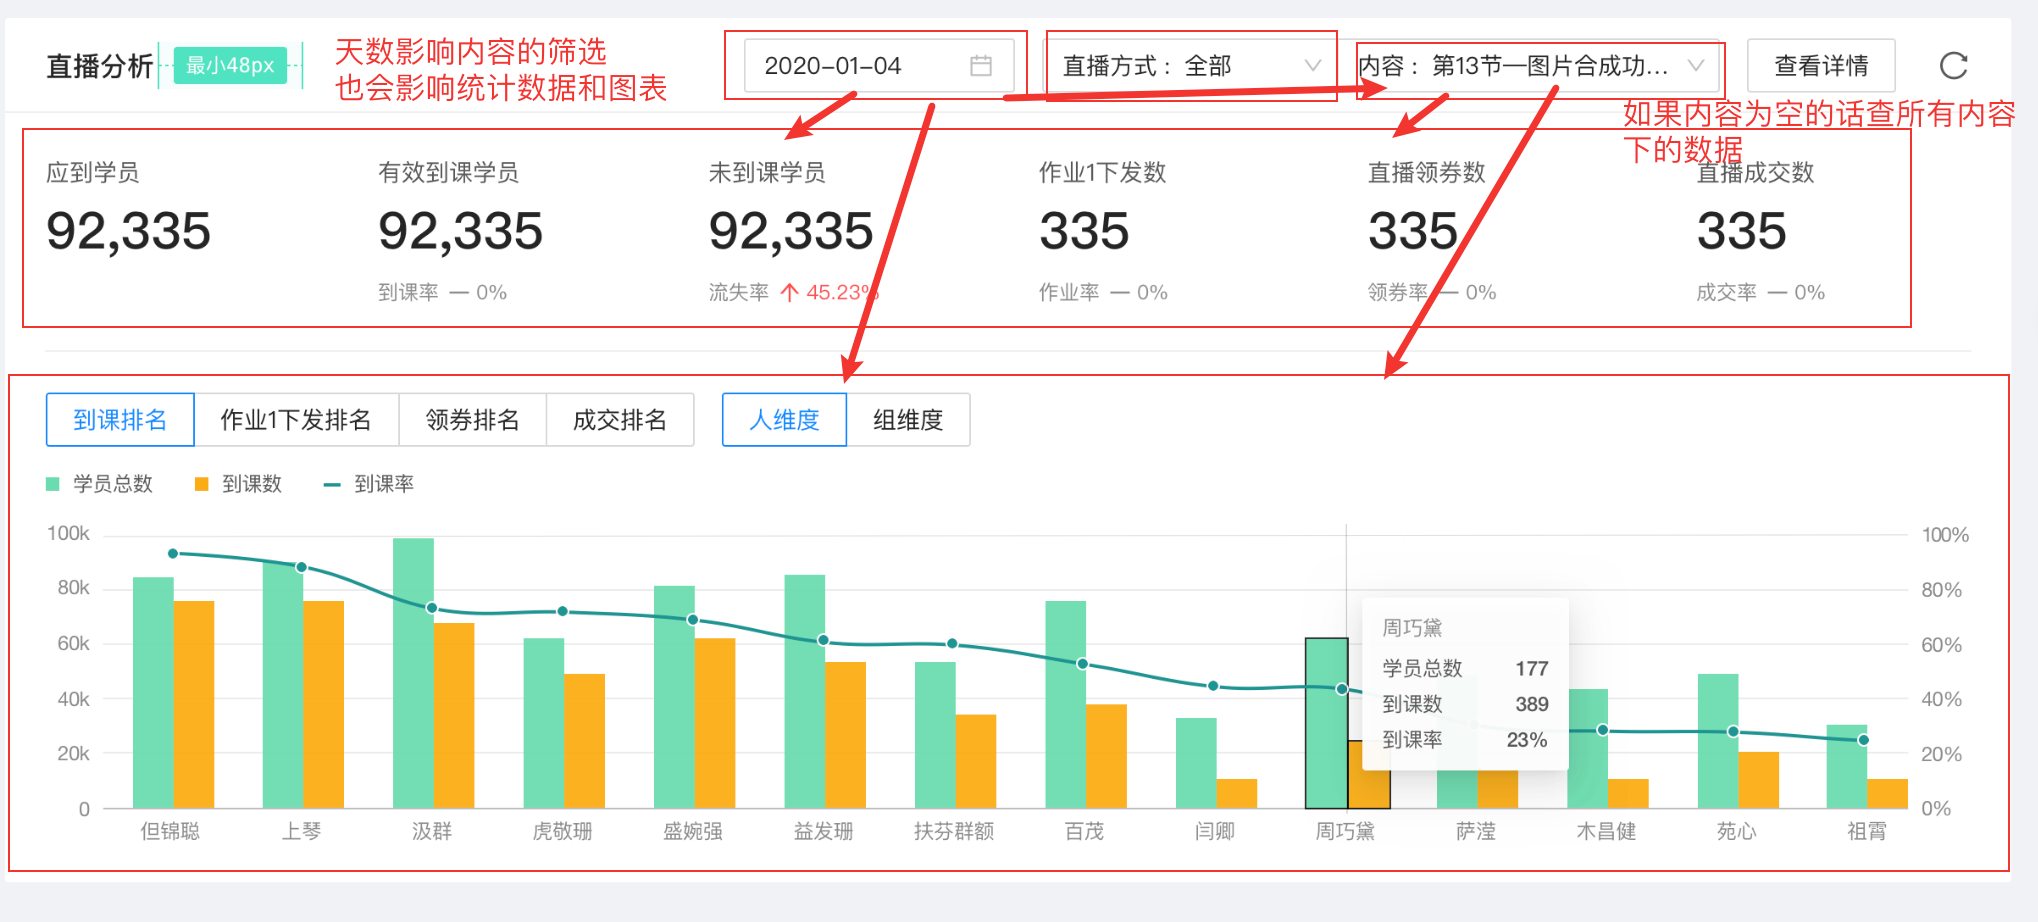 直播分析
最小48px
天数影响内容的筛选
也会影响统计数据和图表
2020-01-04
直播方式： 全部
内容： 第13节—图片合成功...
查看详情
如果内容为空的话查所有内容
下的数据
应到学员
92,335
有效到课学员
92,335
到课率 — 0%
未到课学员
92,335
流失率 ↑ 45.23%
作业1下发数
335
作业率 — 0%
直播领券数
335
领券率 — 0%
直播成交数
335
成交率 — 0%
到课排名 作业1下发排名 领券排名 成交排名 人维度 组维度
学员总数 到课数 到课率
100k
80k
60k
40k
20k
0
100%
80%
60%
40%
20%
0%
周巧黛
学员总数 177
到课数 389
到课率 23%
但锦聪 上琴 汲群 虎敬珊 盛婉强 益发珊 扶芬群额 百茂 闫卿 周巧黛 萨滢 木昌健 苑心 祖霄